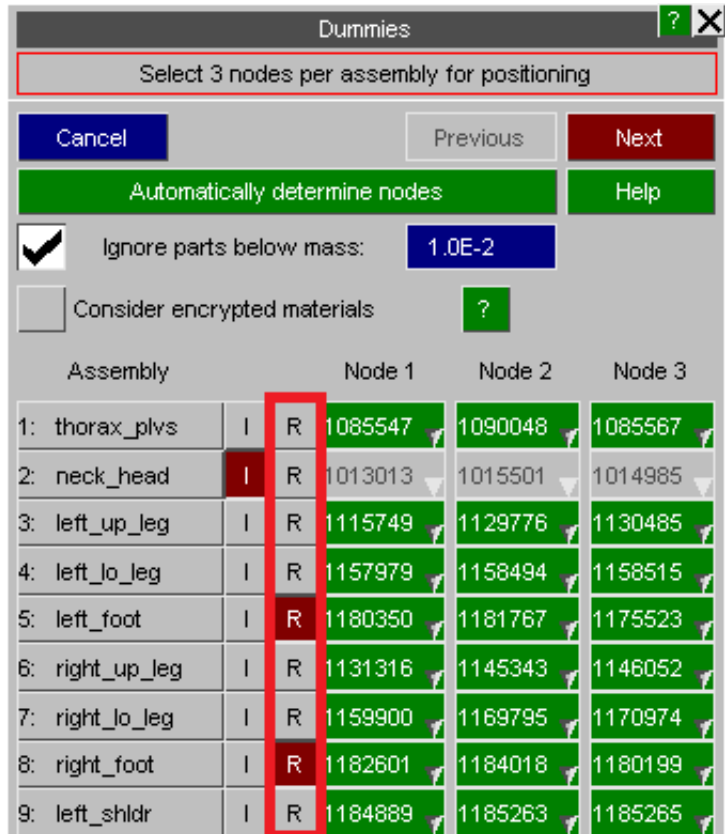 Dummies ? X
Select 3 nodes per assembly for positioning
Cancel Previous Next
Automatically determine nodes Help
Ignore parts below mass: 1.0E-2
Consider encrypted materials ?
Assembly Node 1 Node 2 Node 3
1: thorax_plvs I R 1085547 1090048 1085567
2: neck_head I R 1013013 1015501 1014985
3: left_up_leg I R 1115749 1129776 1130485
4: left_lo_leg I R 1157979 1158494 1158515
5: left_foot I R 1180350 1181767 1175523
6: right_up_leg I R 1131316 1145343 1146052
7: right_lo_leg I R 1159900 1169795 1170974
8: right_foot I R 1182601 1184018 1180199
9: left_shldr I R 1184889 1185263 1185265